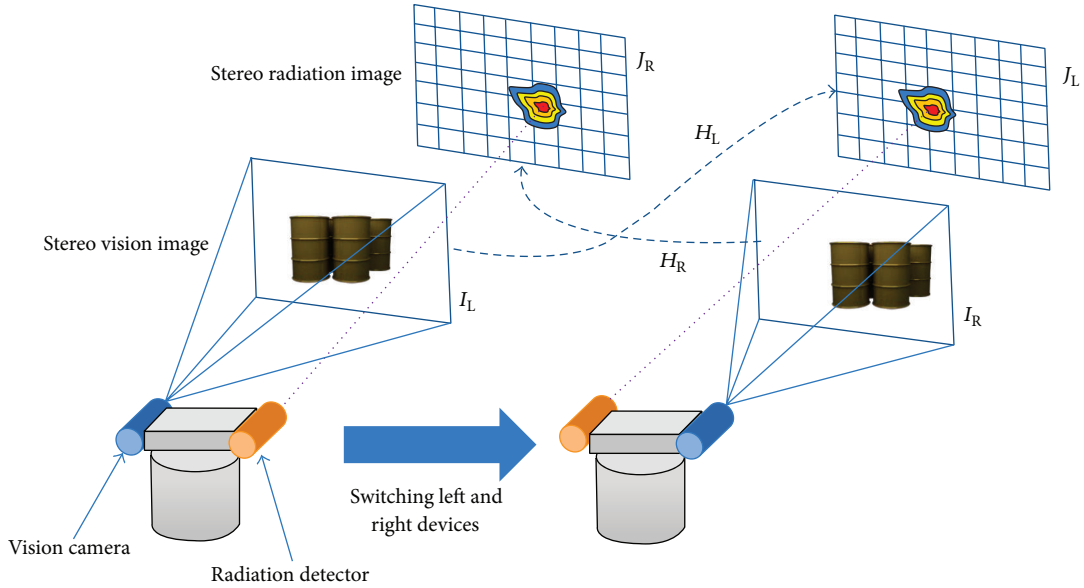 Stereo radiation image
J_R
J_L
H_L
Stereo vision image
H_R
I_L
I_R
Switching left and
right devices
Vision camera
Radiation detector